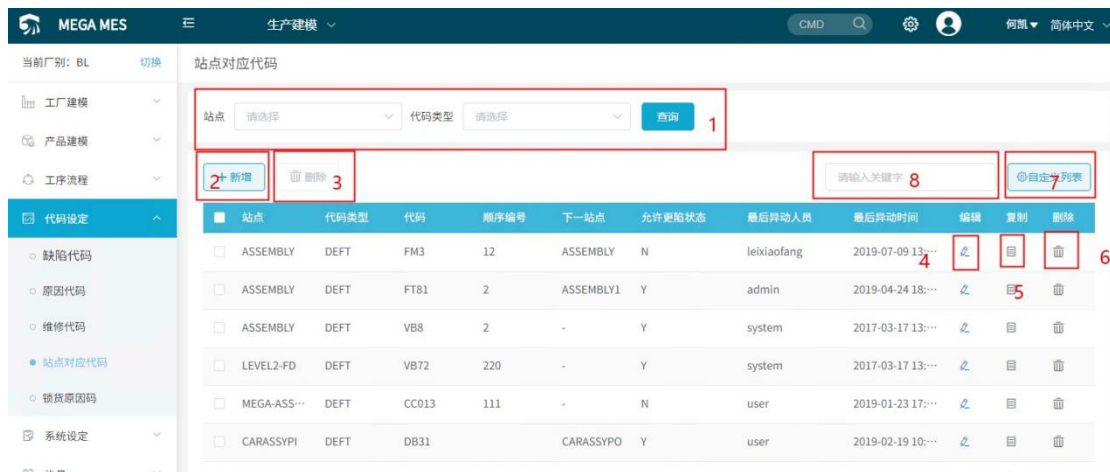 MEGA MES 生产建模 CMD 何凯 简体中文
当前厂别: BL 切换 站点对应代码
工厂建模
站点 请选择 代码类型 请选择 查询 1
产品建模
工序流程 2 +新增 删除 3 请输入关键字 8 自定义列表 7
代码设定 站点 代码类型 代码 顺序编号 下一站点 允许更陷状态 最后异动人员 最后异动时间 编辑 复制 删除
缺陷代码 ASSEMBLY DEFT FM3 12 ASSEMBLY N leixiaofang 2019-07-09 13:⋯ 4 6
原因代码 ASSEMBLY DEFT FT81 2 ASSEMBLY1 Y admin 2019-04-24 18:⋯ 5
维修代码 ASSEMBLY DEFT VB8 2 - Y system 2017-03-17 13:⋯
站点对应代码 LEVEL2-FD DEFT VB72 220 - Y system 2017-03-17 13:⋯
锁货原因码 MEGA-ASS⋯ DEFT CC013 111 - N user 2019-01-23 17:⋯
系统设定 CARASSYPI DEFT DB31 CARASSYPO Y user 2019-02-19 10:⋯